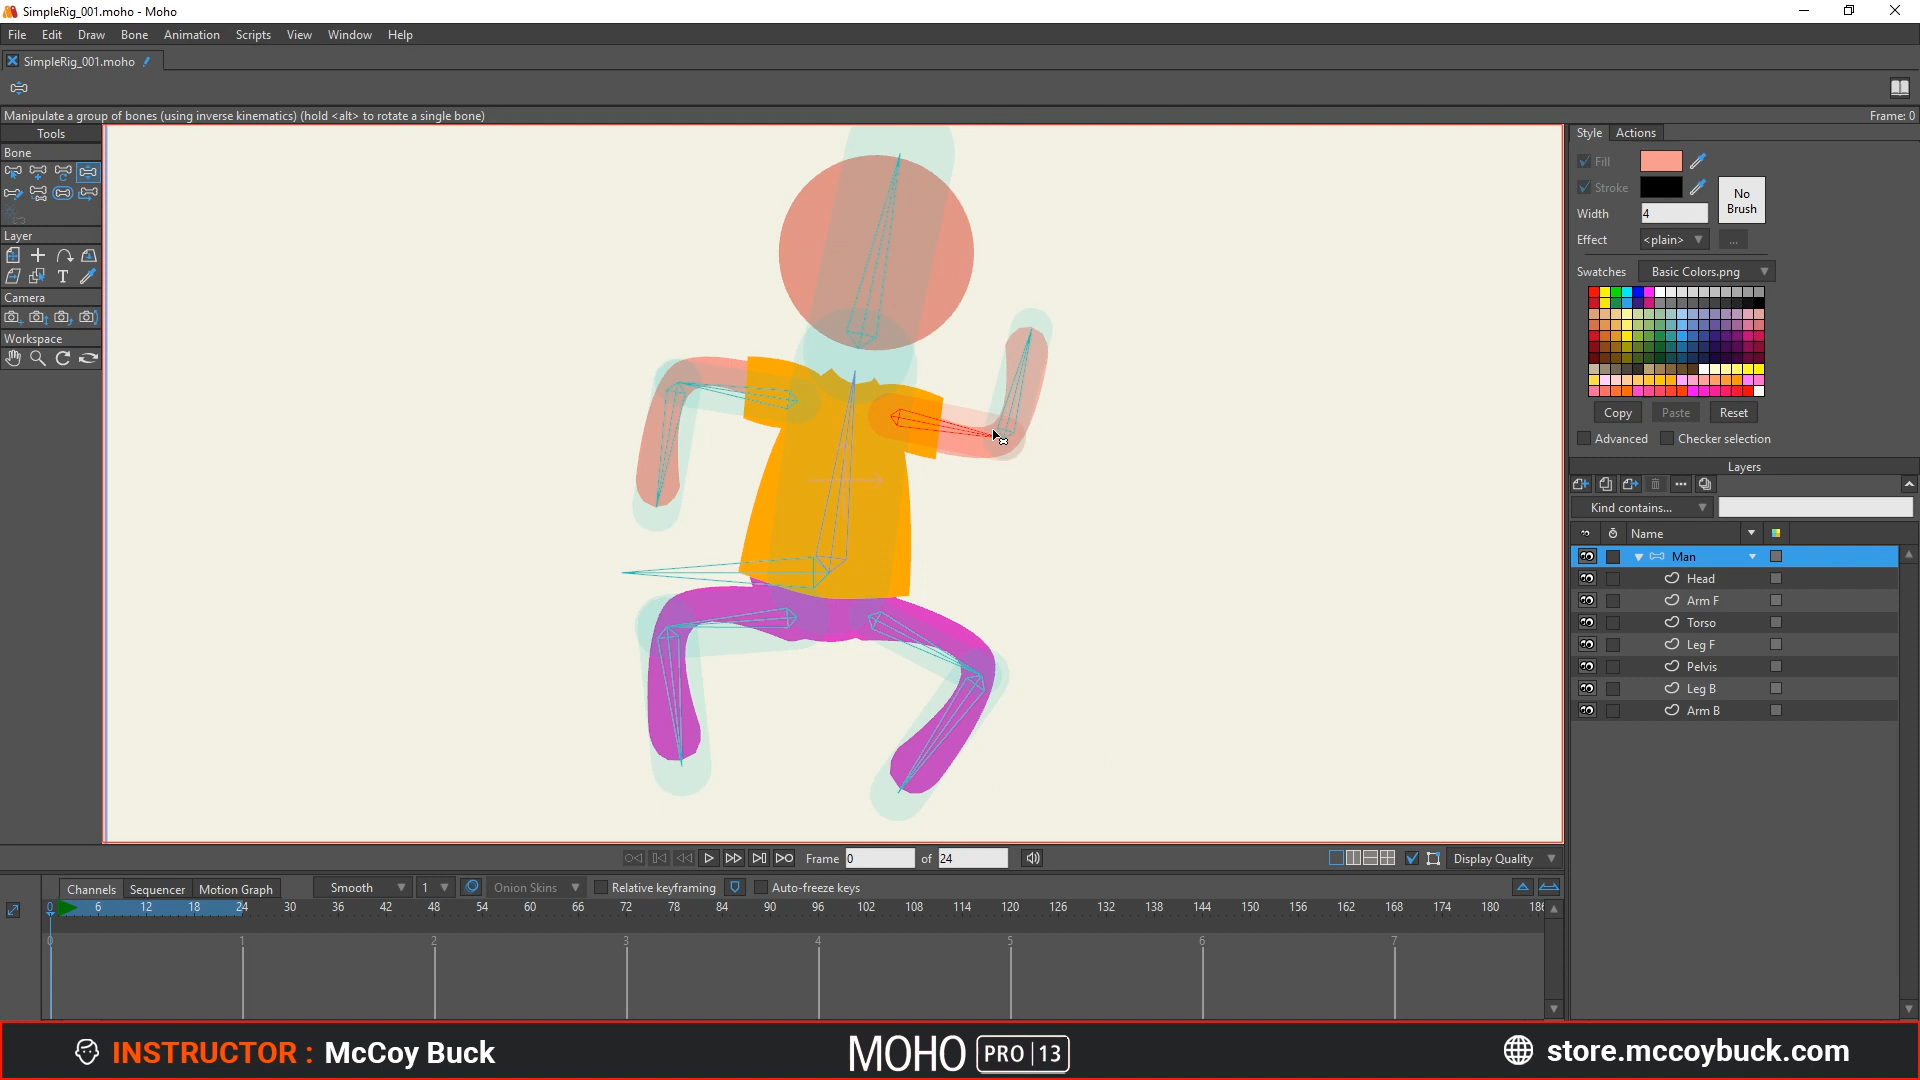 SimpleRig_001.moho - Moho
File Edit Draw Bone Animation Scripts View Window Help
SimpleRig_001.moho
Manipulate a group of bones (using inverse kinematics) (hold <alt> to rotate a single bone)
Frame: 0
Tools
Bone
Layer
T
Camera
Workspace
Style Actions
Fill
Stroke
No Brush
Width 4
Effect <plain> ...
Swatches Basic Colors.png
Copy Paste Reset
Advanced Checker selection
Layers
Kind contains...
Name
Man
Head
Arm F
Torso
Leg F
Pelvis
Leg B
Arm B
Frame 0 of 24
Display Quality
Channels Sequencer Motion Graph Smooth 1 Onion Skins Relative keyframing Auto-freeze keys
0 6 12 18 24 30 36 42 48 54 60 66 72 78 84 90 96 102 108 114 120 126 132 138 144 150 156 162 168 174 180
0 1 2 3 4 5 6 7
INSTRUCTOR : McCoy Buck
MOHO PRO 13
store.mccoybuck.com